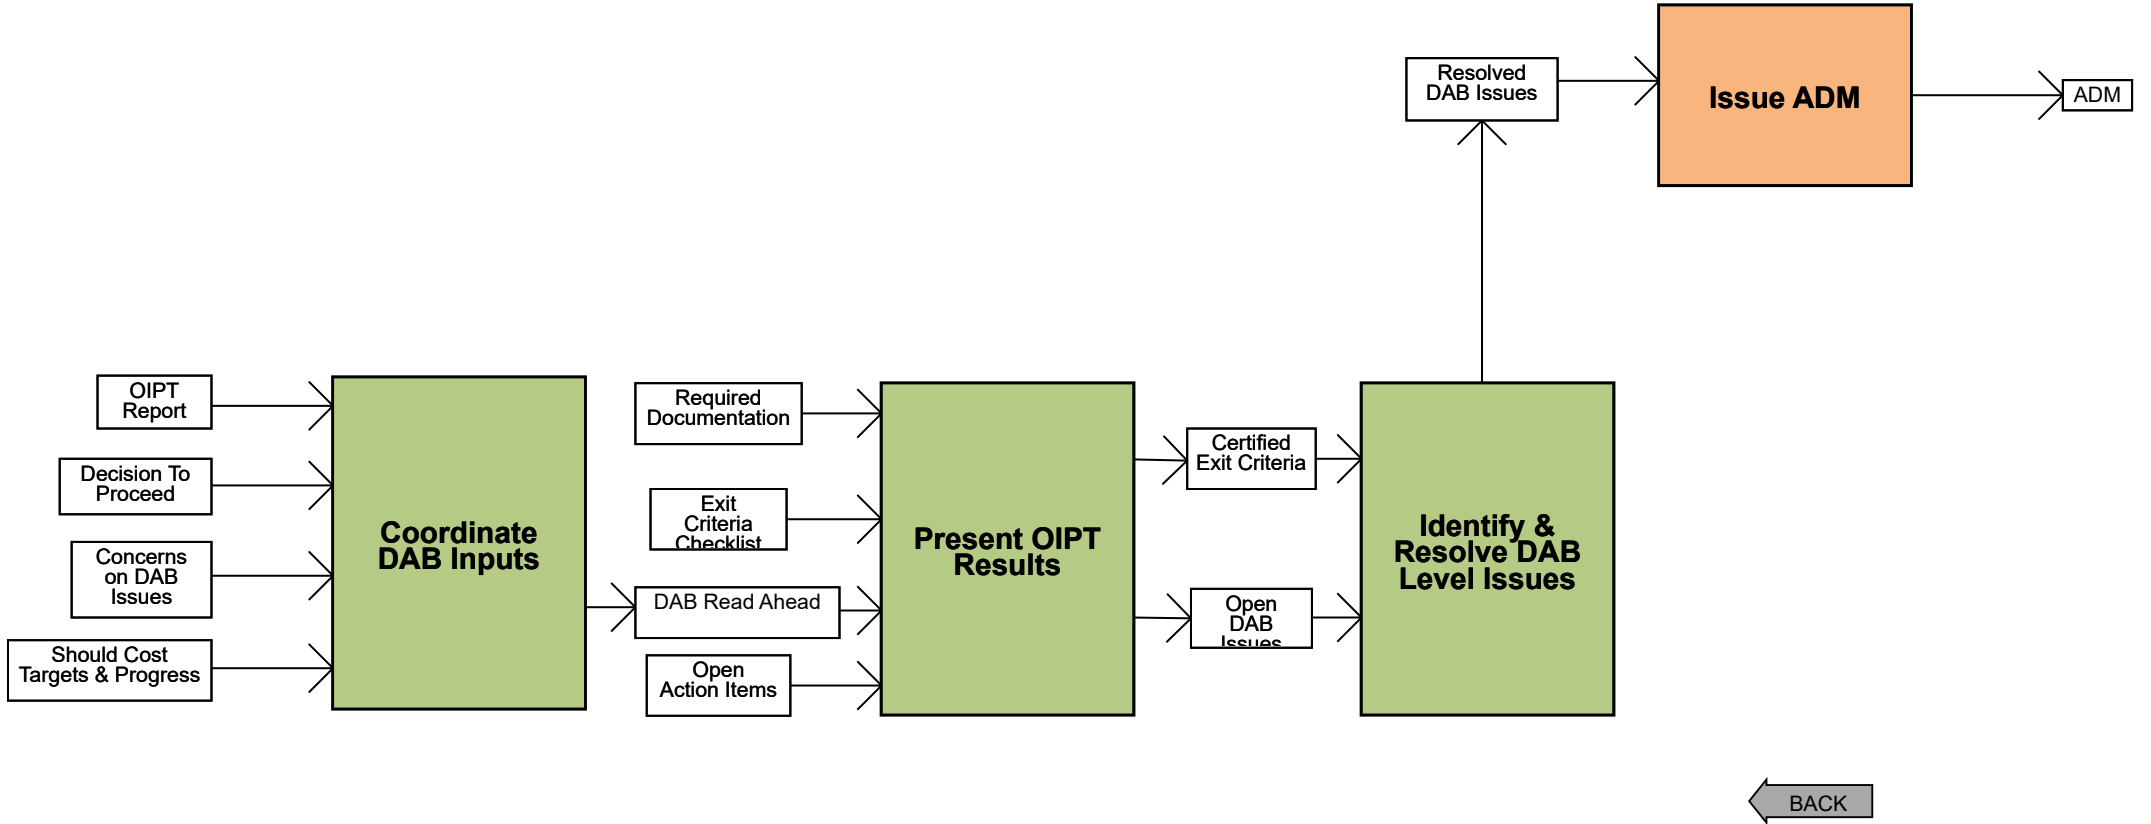 Resolved
DAB Issues
Issue ADM
ADM
OIPT
Report
Decision To
Proceed
Concerns
on DAB
Issues
Should Cost
Targets & Progress
Coordinate
DAB Inputs
Required
Documentation
Exit
Criteria
Checklist
DAB Read Ahead
Open
Action Items
Present OIPT
Results
Certified
Exit Criteria
Open
DAB
Issues
Identify &
Resolve DAB
Level Issues
BACK